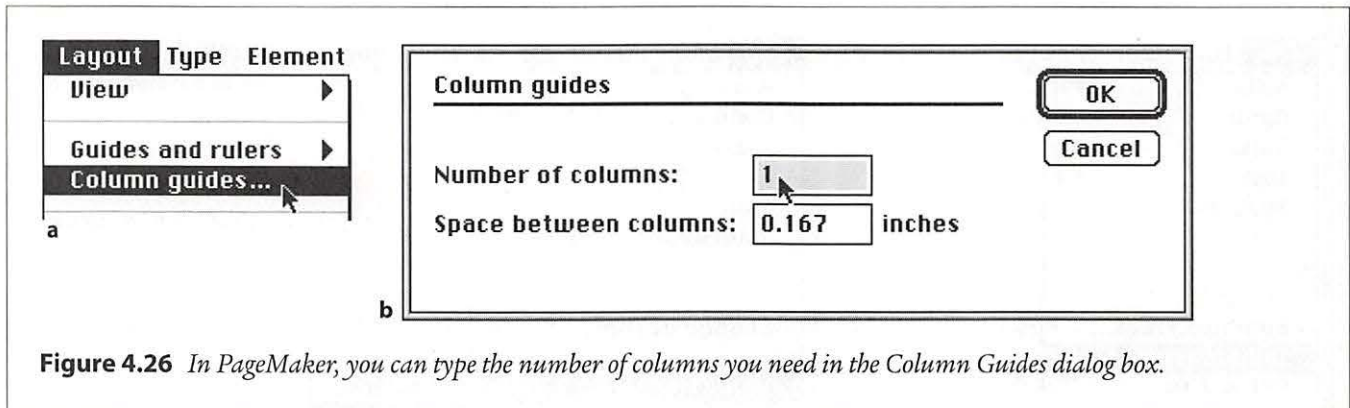 Layout Type Element
View
Guides and rulers
Column guides...
a
Column guides
OK
Cancel
Number of columns: 1
Space between columns: 0.167 inches
b
Figure 4.26 In PageMaker, you can type the number of columns you need in the Column Guides dialog box.